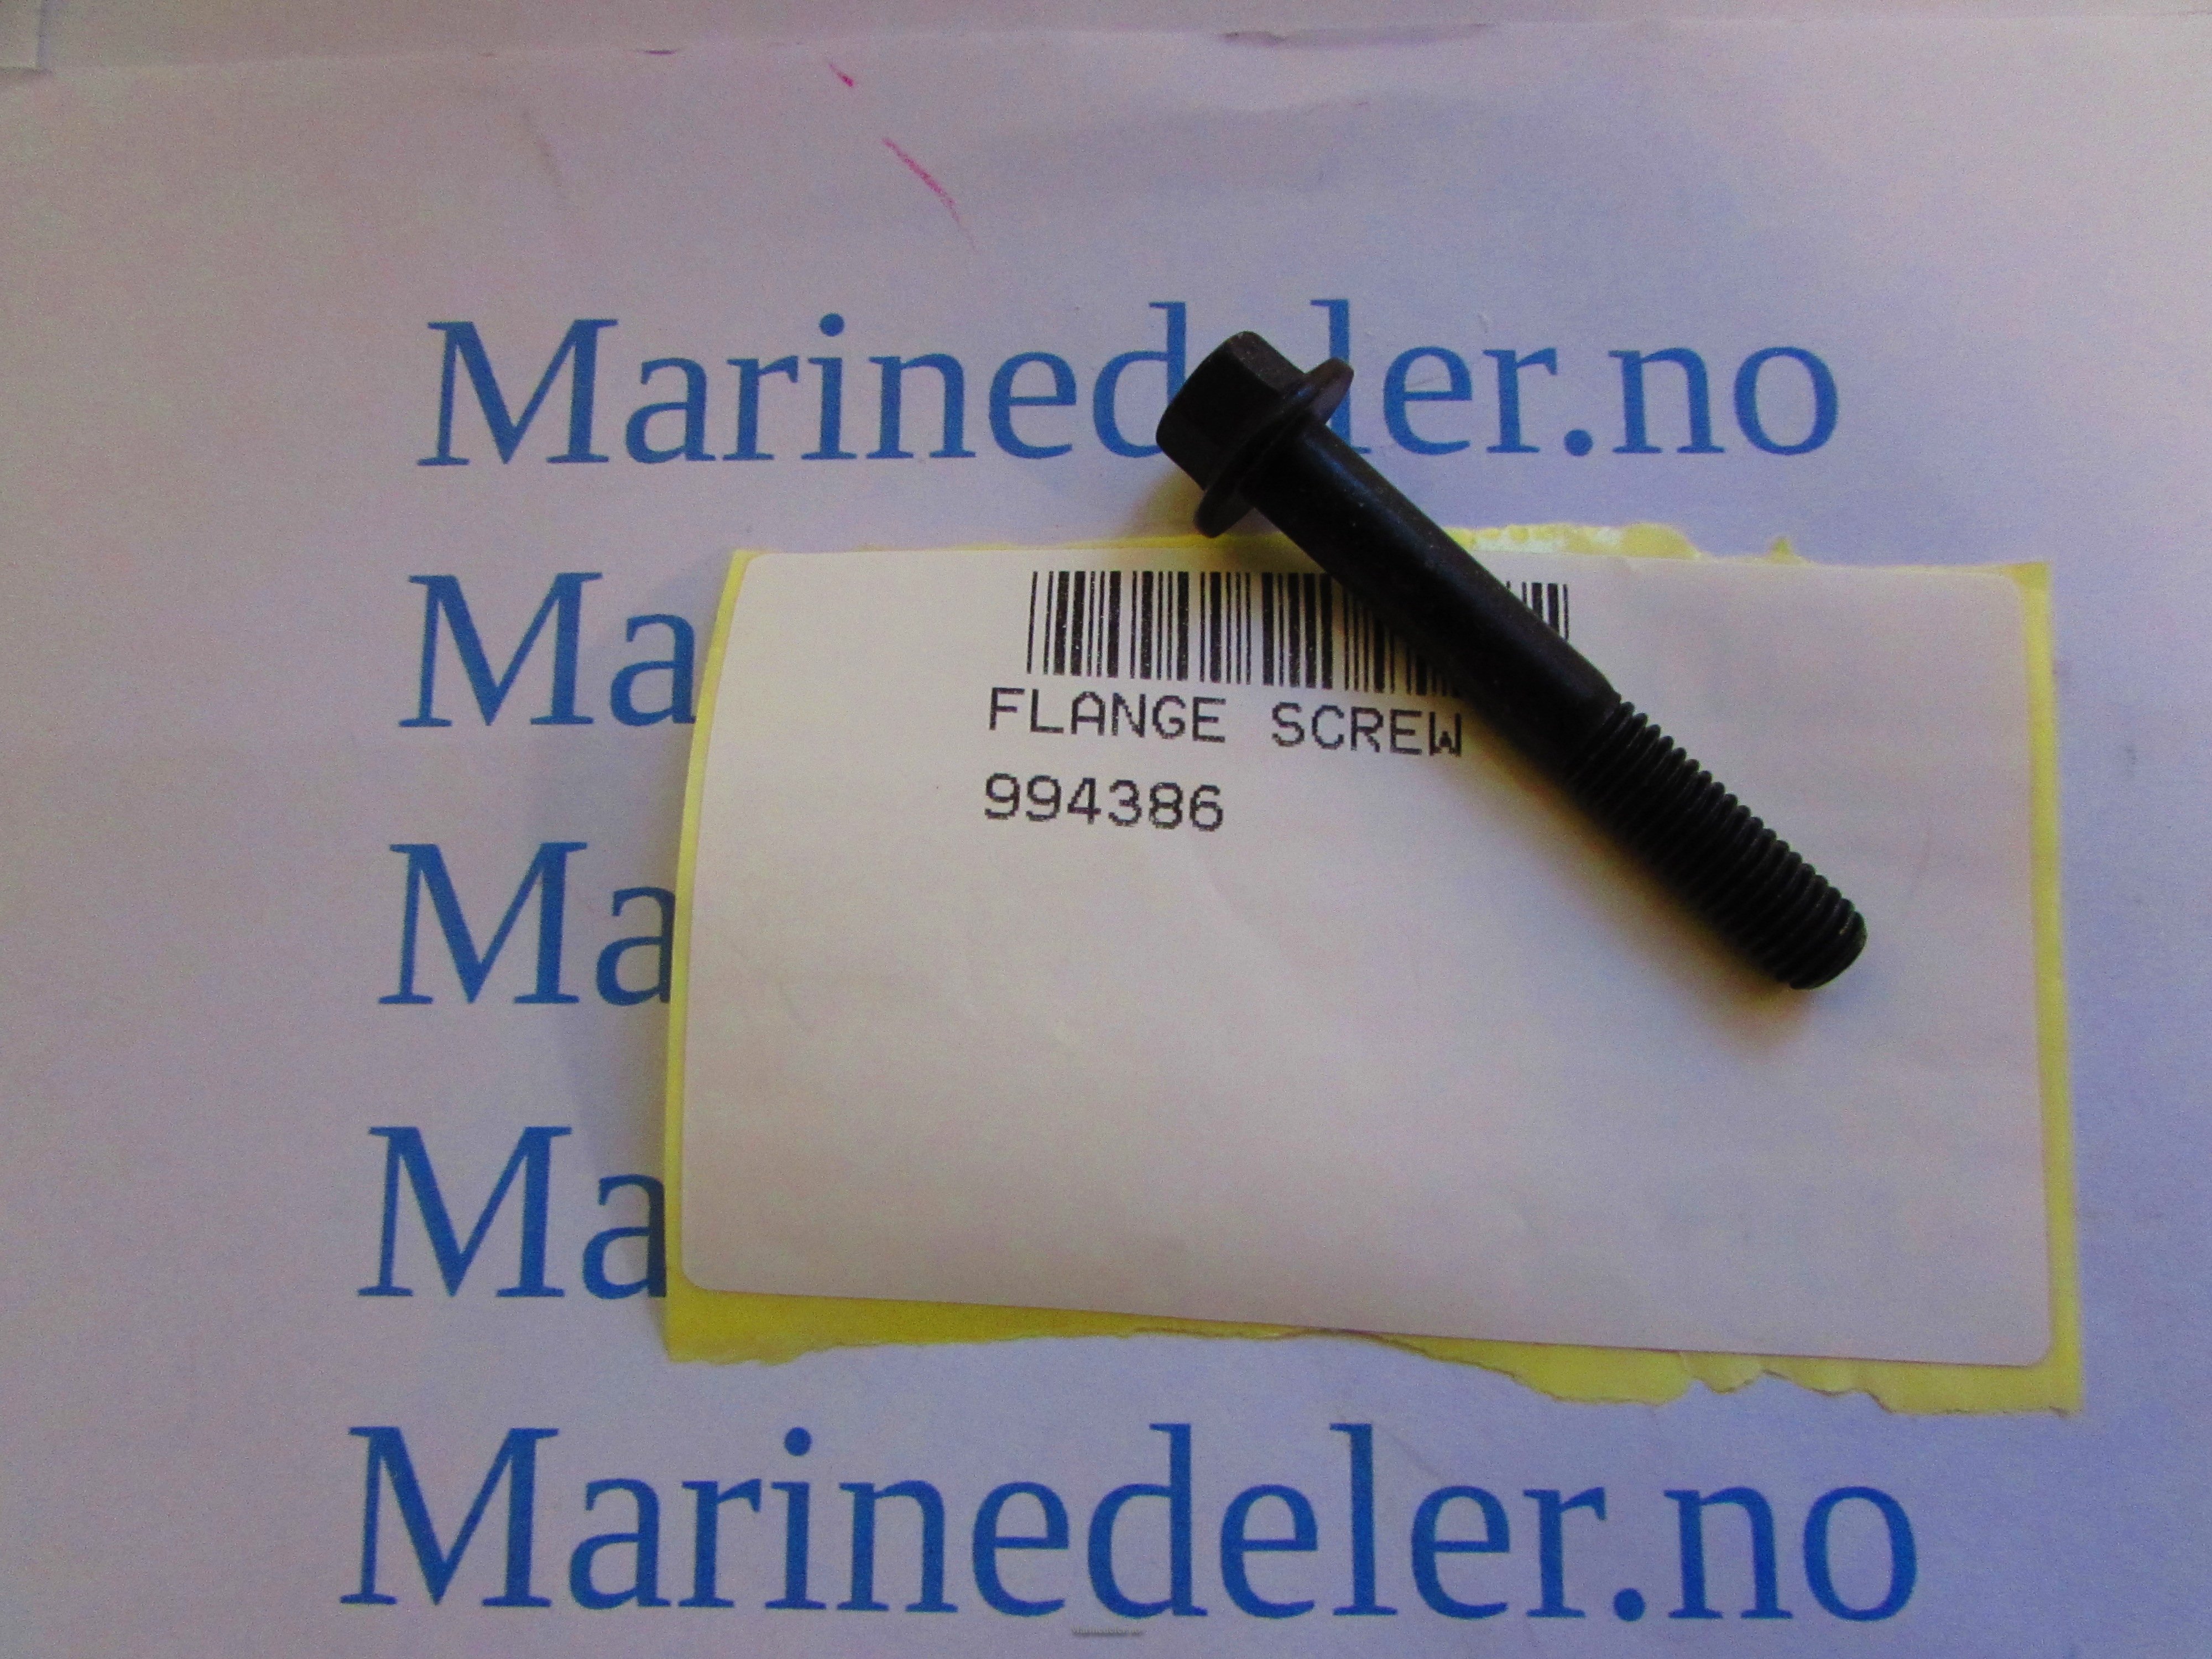 Marinedeler.no
Ma
FLANGE SCREW
994386
Ma
Ma
Marinedeler.no